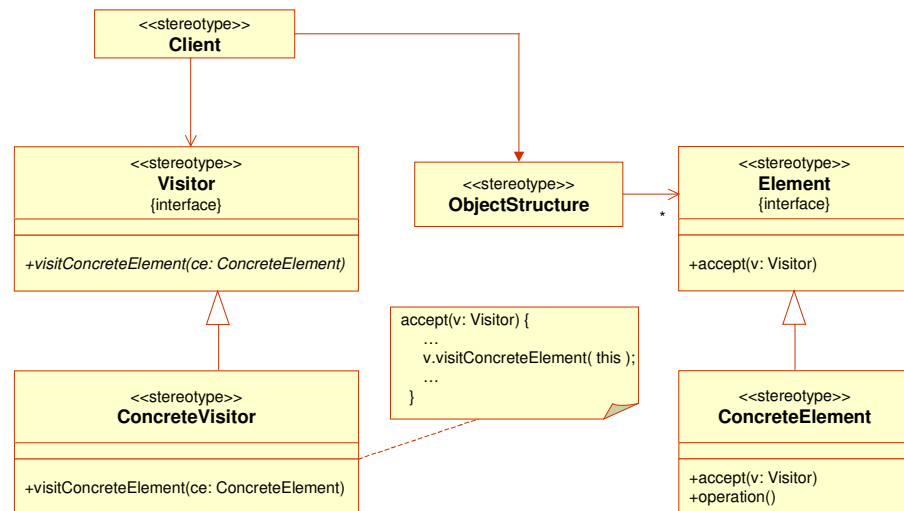 <<stereotype>>
Client
<<stereotype>>
Visitor
{interface}
+visitConcreteElement(ce: ConcreteElement)
<<stereotype>>
ObjectStructure
*
<<stereotype>>
Element
{interface}
+accept(v: Visitor)
accept(v: Visitor) {
…
v.visitConcreteElement( this );
…
}
<<stereotype>>
ConcreteVisitor
+visitConcreteElement(ce: ConcreteElement)
<<stereotype>>
ConcreteElement
+accept(v: Visitor)
+operation()